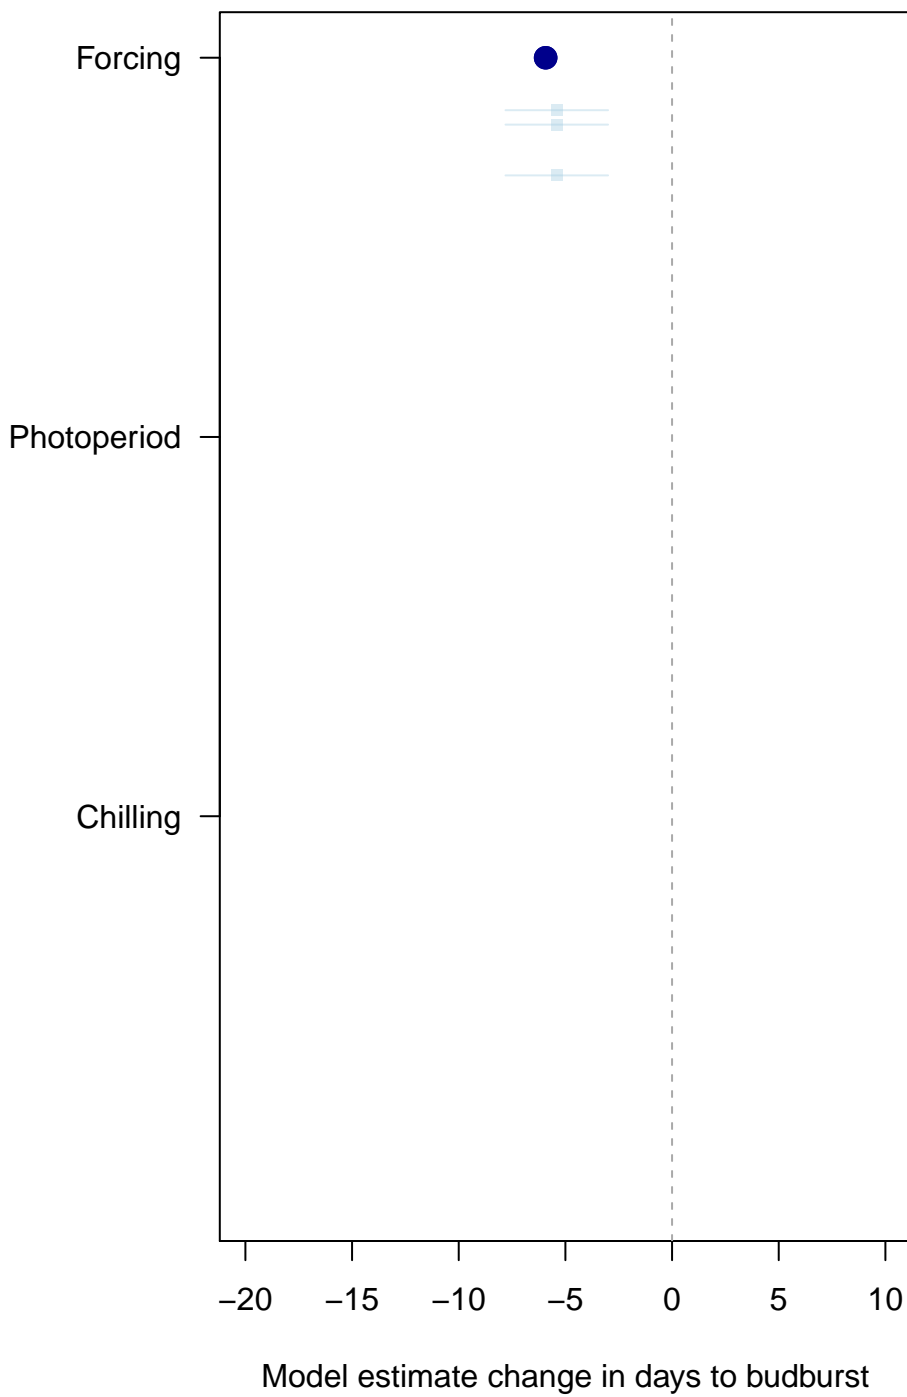 Forcing
Photoperiod
Chilling
−20 −15 −10 −5 0 5 10
Model estimate change in days to budburst